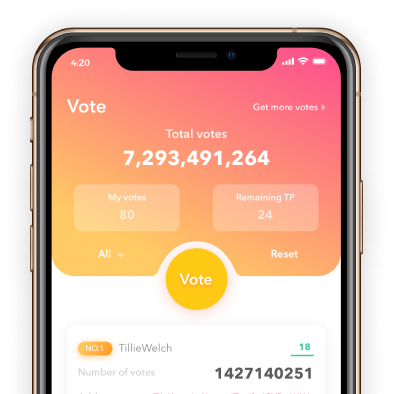 4:20
Vote
Get more votes
Total votes
7,293,491,264
My votes
Remaining TP
80
24
All
Reset
Vote
NO.1
TillieWelch
18
Number of votes
1427140251